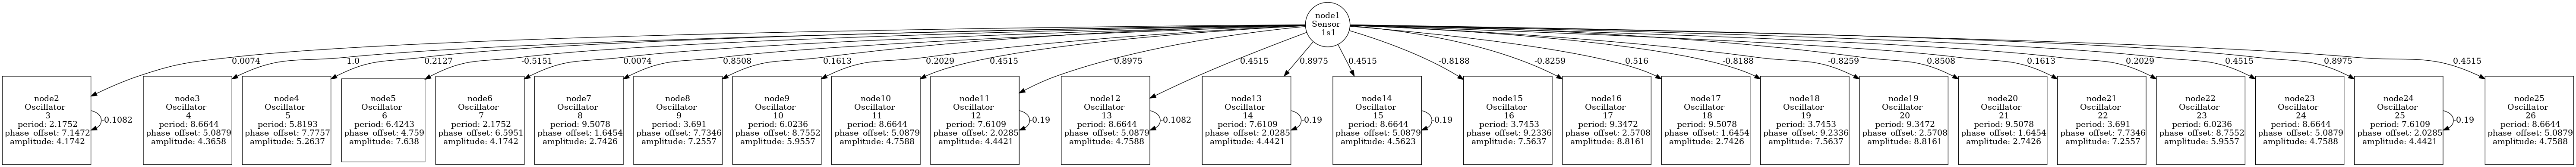 node1
Sensor
1s1
0.0074
1.0
0.2127
-0.5151
0.0074
0.8508
0.1613
0.2029
0.4515
0.8975
0.4515
0.8975
0.4515
-0.8188
-0.8259
0.516
-0.8188
-0.8259
0.8508
0.1613
0.2029
0.4515
0.8975
0.4515
node2
Oscillator
3
period: 2.1752
phase_offset: 7.1472
amplitude: 4.1742
-0.1082
node3
Oscillator
4
period: 8.6644
phase_offset: 5.0879
amplitude: 4.3658
node4
Oscillator
5
period: 5.8193
phase_offset: 7.7757
amplitude: 5.2637
node5
Oscillator
6
period: 6.4243
phase_offset: 4.759
amplitude: 7.638
node6
Oscillator
7
period: 2.1752
phase_offset: 6.5951
amplitude: 4.1742
node7
Oscillator
8
period: 9.5078
phase_offset: 1.6454
amplitude: 2.7426
node8
Oscillator
9
period: 3.691
phase_offset: 7.7346
amplitude: 7.2557
node9
Oscillator
10
period: 6.0236
phase_offset: 8.7552
amplitude: 5.9557
node10
Oscillator
11
period: 8.6644
phase_offset: 5.0879
amplitude: 4.7588
node11
Oscillator
12
period: 7.6109
phase_offset: 2.0285
amplitude: 4.4421
-0.19
node12
Oscillator
13
period: 8.6644
phase_offset: 5.0879
amplitude: 4.7588
-0.1082
node13
Oscillator
14
period: 7.6109
phase_offset: 2.0285
amplitude: 4.4421
-0.19
node14
Oscillator
15
period: 8.6644
phase_offset: 5.0879
amplitude: 4.5623
-0.19
node15
Oscillator
16
period: 3.7453
phase_offset: 9.2336
amplitude: 7.5637
node16
Oscillator
17
period: 9.3472
phase_offset: 2.5708
amplitude: 8.8161
node17
Oscillator
18
period: 9.5078
phase_offset: 1.6454
amplitude: 2.7426
node18
Oscillator
19
period: 3.7453
phase_offset: 9.2336
amplitude: 7.5637
node19
Oscillator
20
period: 9.3472
phase_offset: 2.5708
amplitude: 8.8161
node20
Oscillator
21
period: 9.5078
phase_offset: 1.6454
amplitude: 2.7426
node21
Oscillator
22
period: 3.691
phase_offset: 7.7346
amplitude: 7.2557
node22
Oscillator
23
period: 6.0236
phase_offset: 8.7552
amplitude: 5.9557
node23
Oscillator
24
period: 8.6644
phase_offset: 5.0879
amplitude: 4.7588
node24
Oscillator
25
period: 7.6109
phase_offset: 2.0285
amplitude: 4.4421
-0.19
node25
Oscillator
26
period: 8.6644
phase_offset: 5.0879
amplitude: 4.7588